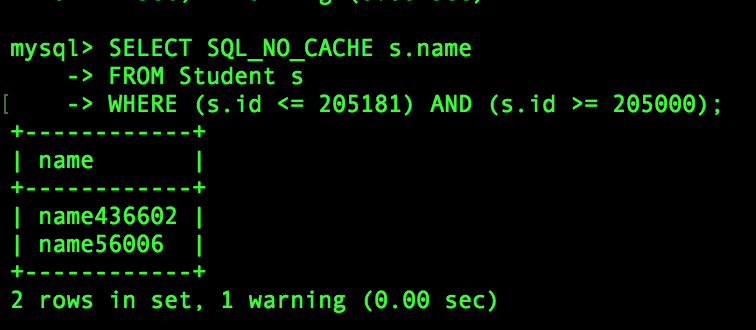 mysql> SELECT SQL_NO_CACHE s.name
    -> FROM Student s
[    -> WHERE (s.id <= 205181) AND (s.id >= 205000);
+------------+
| name       |
+------------+
| name436602 |
| name56006  |
+------------+
2 rows in set, 1 warning (0.00 sec)